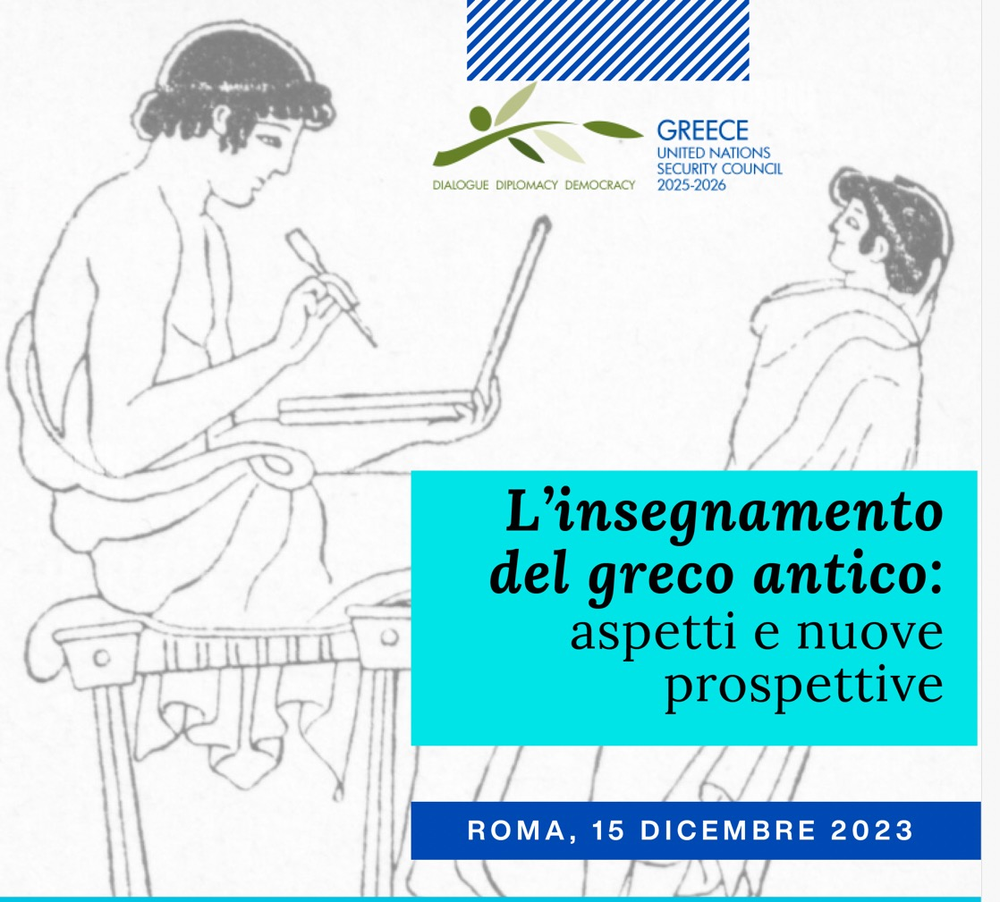 DIALOGUE DIPLOMACY DEMOCRACY
GREECE
UNITED NATIONS
SECURITY COUNCIL
2025-2026
L’insegnamento
del greco antico:
aspetti e nuove
prospettive
ROMA, 15 DICEMBRE 2023